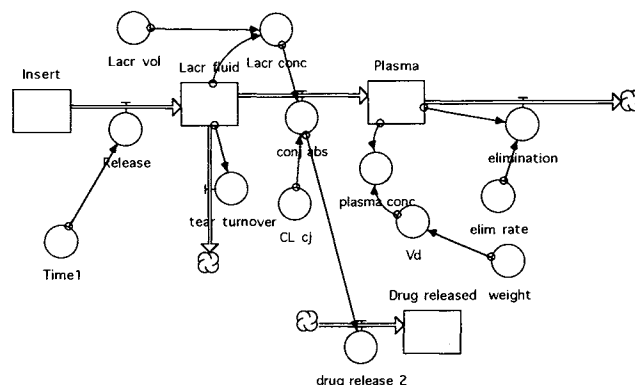 Lacr vol
Lacr conc
Insert
Lacr fluid
Plasma
Release
conj abs
elimination
tear turnover
plasma conc
CL cj
elim rate
Time1
Vd
Drug released
weight
drug release 2